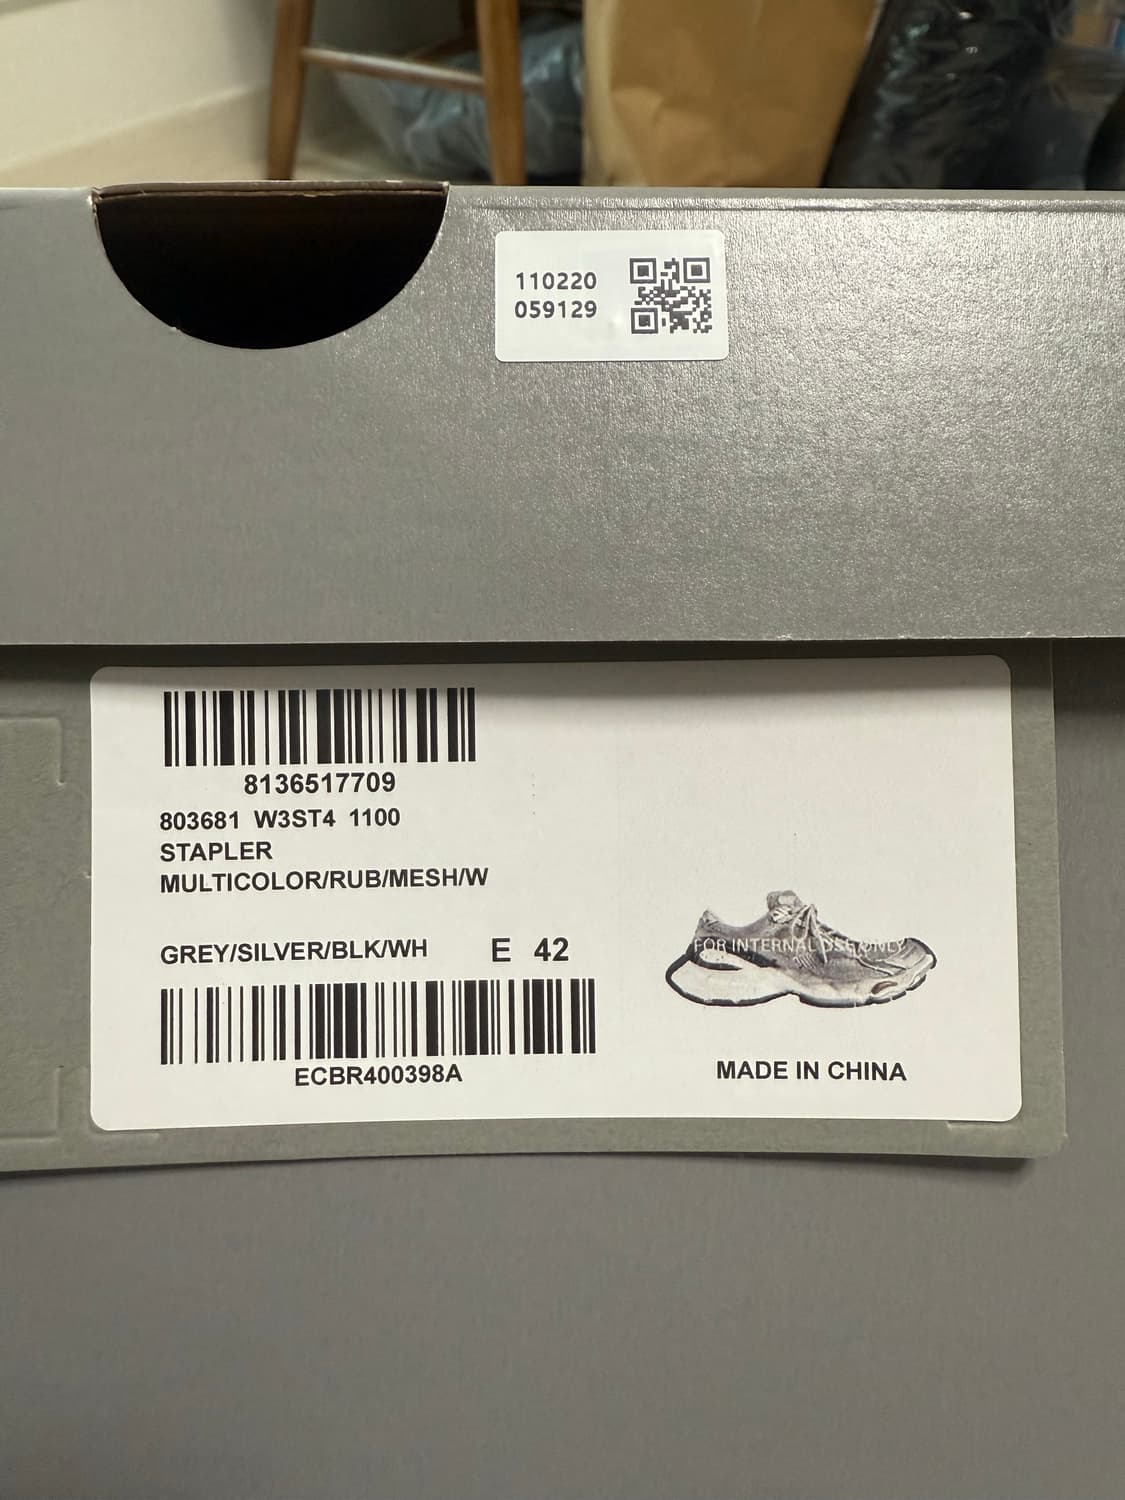 110220
059129
8136517709
803681 W3ST4 1100
STAPLER
MULTICOLOR/RUB/MESH/W
GREY/SILVER/BLK/WH E 42
ECBR400398A
FOR INTERNAL USE ONLY
MADE IN CHINA